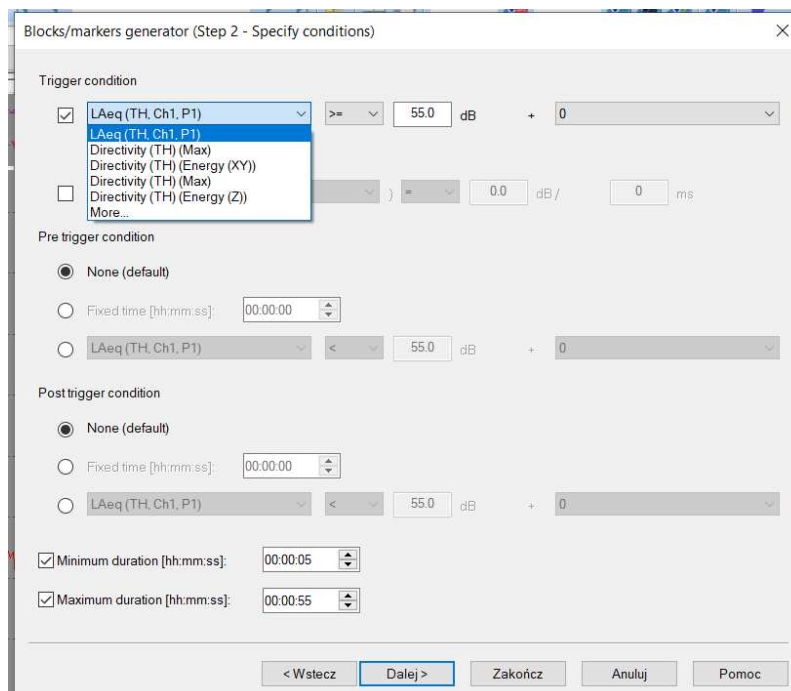 Blocks/markers generator (Step 2 - Specify conditions)
Trigger condition
LAeq (TH, Ch1, P1) >= 55.0 dB + 0
LAeq (TH, Ch1, P1)
Directivity (TH) (Max)
Directivity (TH) (Energy (XY))
Directivity (TH) (Max)
Directivity (TH) (Energy (Z))
More...
) = 0.0 dB / 0 ms
Pre trigger condition
None (default)
Fixed time [hh:mm:ss]: 00:00:00
LAeq (TH, Ch1, P1) < 55.0 dB + 0
Post trigger condition
None (default)
Fixed time [hh:mm:ss]: 00:00:00
LAeq (TH, Ch1, P1) < 55.0 dB + 0
Minimum duration [hh:mm:ss]: 00:00:05
Maximum duration [hh:mm:ss]: 00:00:55
< Wstecz Dalej > Zakończ Anuluj Pomoc